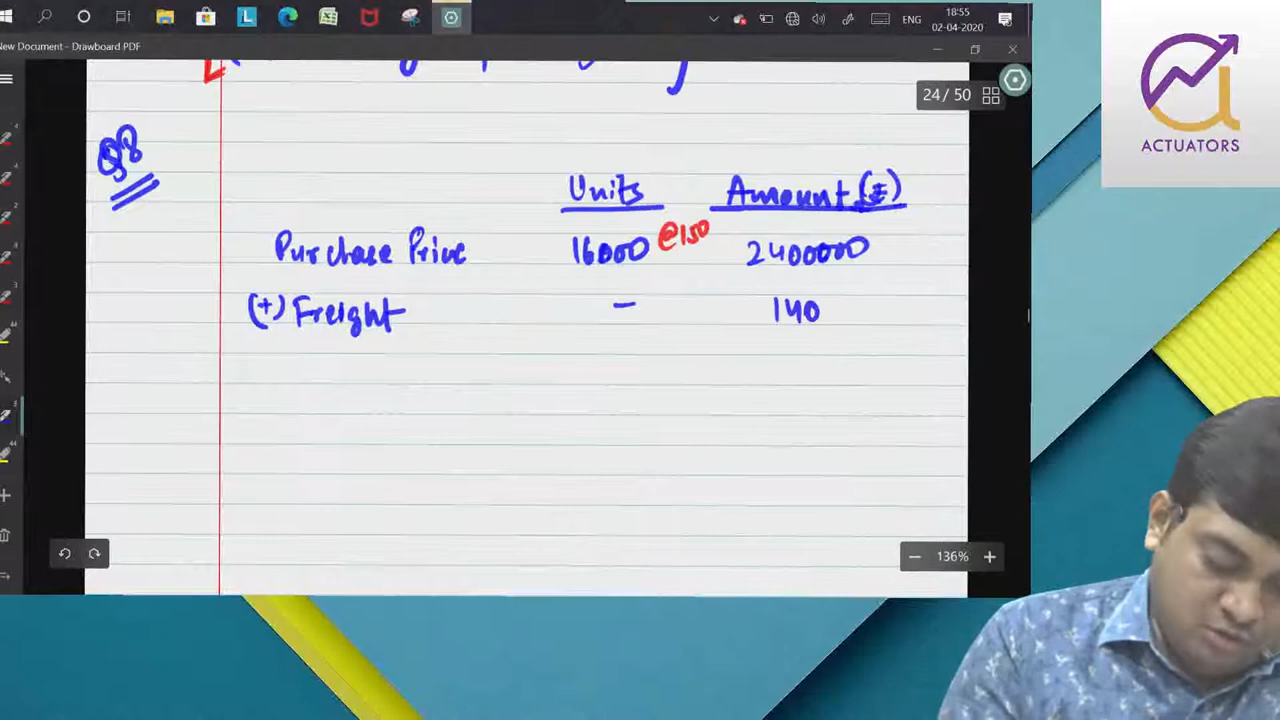 18:55
ENG
02-04-2020
New Document - Drawboard PDF
24 / 50
ACTUATORS
Q8
Units Amount (₹)
Purchase Price 16000 @150 2400000
(+) Freight - 140
136%